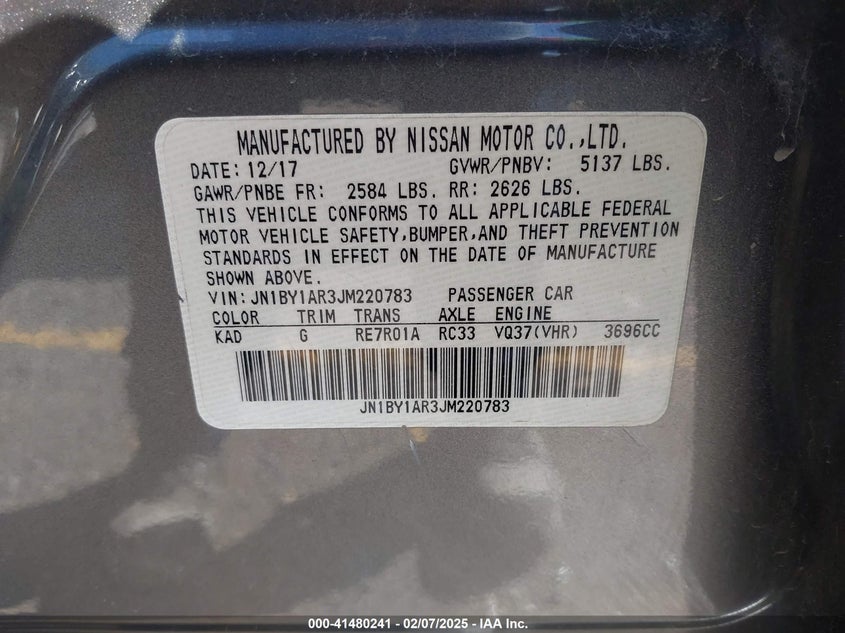 MANUFACTURED BY NISSAN MOTOR CO.,LTD.
DATE: 12/17 GVWR/PNBV: 5137 LBS.
GAWR/PNBE FR: 2584 LBS. RR: 2626 LBS.
THIS VEHICLE CONFORMS TO ALL APPLICABLE FEDERAL
MOTOR VEHICLE SAFETY,BUMPER,AND THEFT PREVENTION
STANDARDS IN EFFECT ON THE DATE OF MANUFACTURE
SHOWN ABOVE.
VIN: JN1BY1AR3JM220783 PASSENGER CAR
COLOR TRIM TRANS AXLE ENGINE
KAD G RE7R01A RC33 VQ37(VHR) 3696CC
JN1BY1AR3JM220783
000-41480241 | 02/07/2025 - IAA Inc.